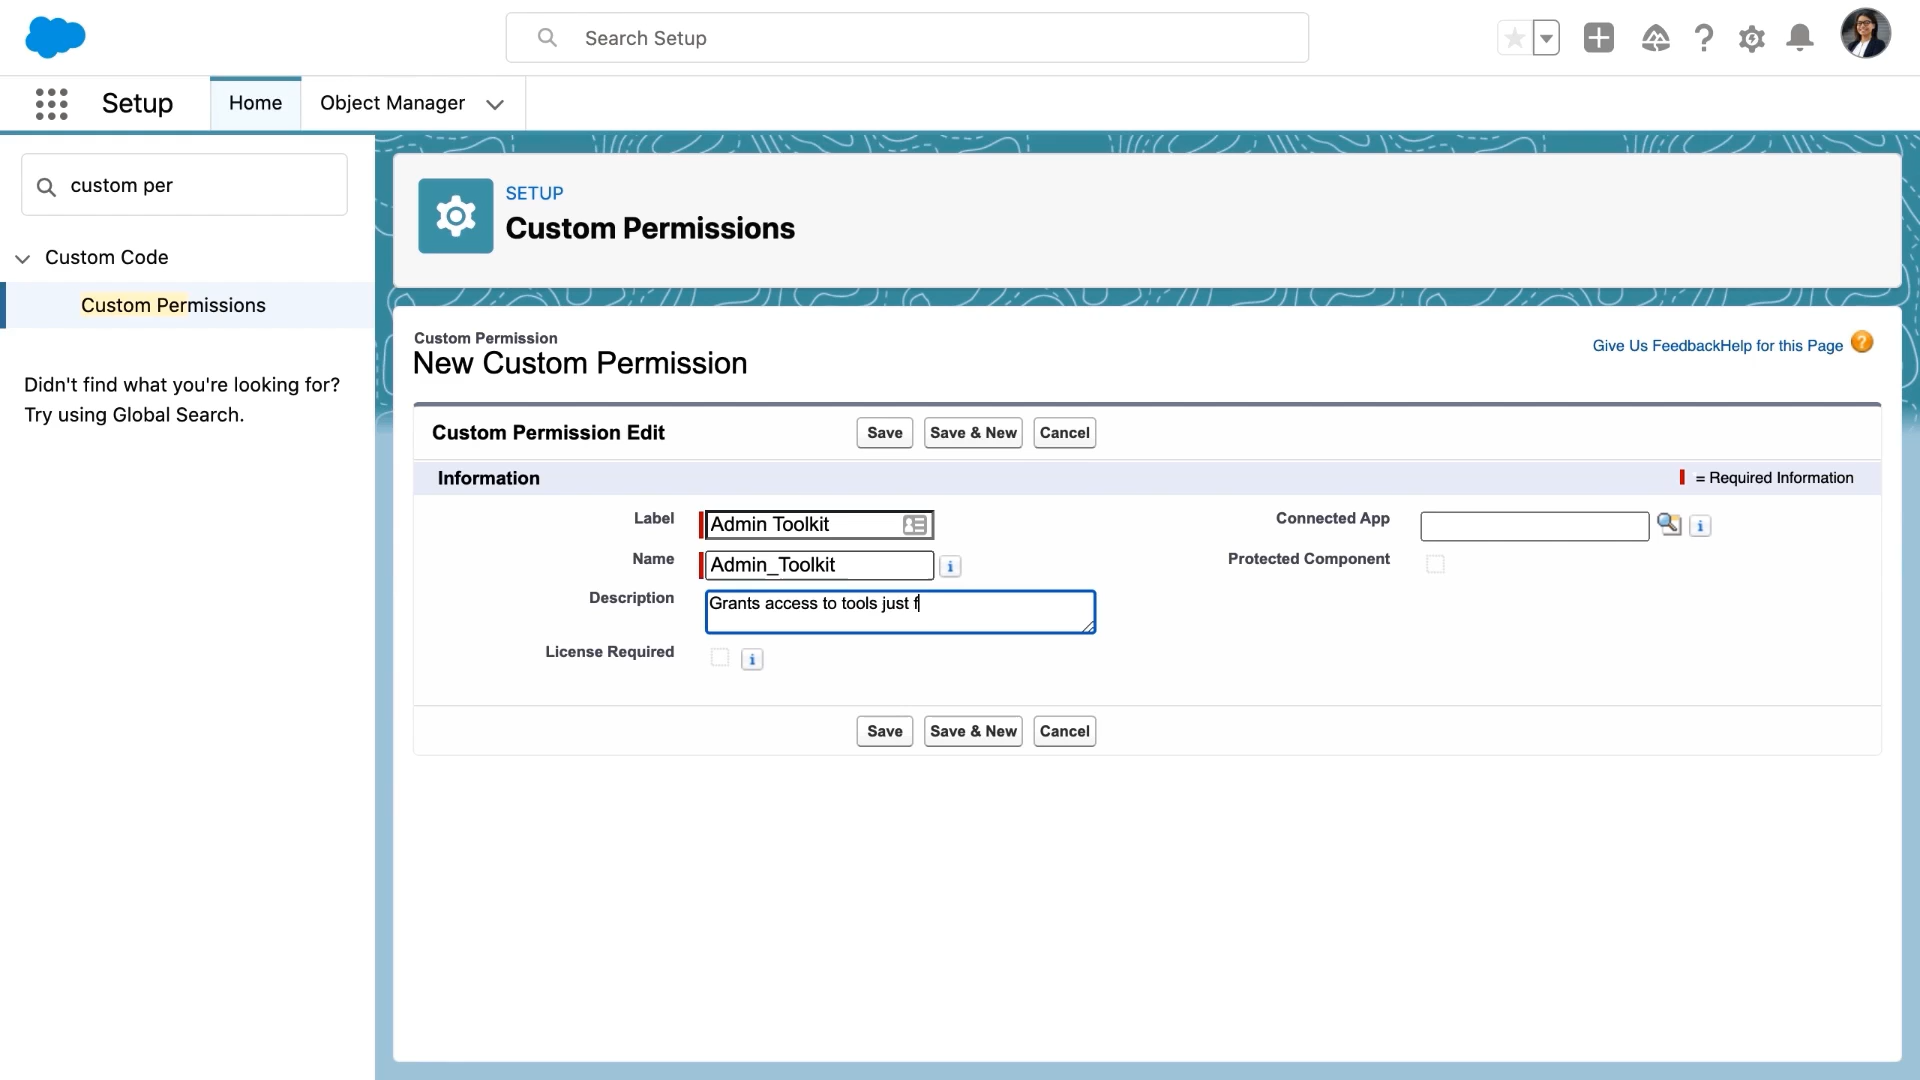 Search Setup
Setup
Home
Object Manager
custom per
Custom Code
Custom Permissions
Didn't find what you're looking for?
Try using Global Search.
SETUP
Custom Permissions
Custom Permission
New Custom Permission
Give Us Feedback
Help for this Page
Custom Permission Edit
Save
Save & New
Cancel
Information
= Required Information
Label
Admin Toolkit
Connected App
Name
Admin_Toolkit
Protected Component
Description
Grants access to tools just f
License Required
Save
Save & New
Cancel